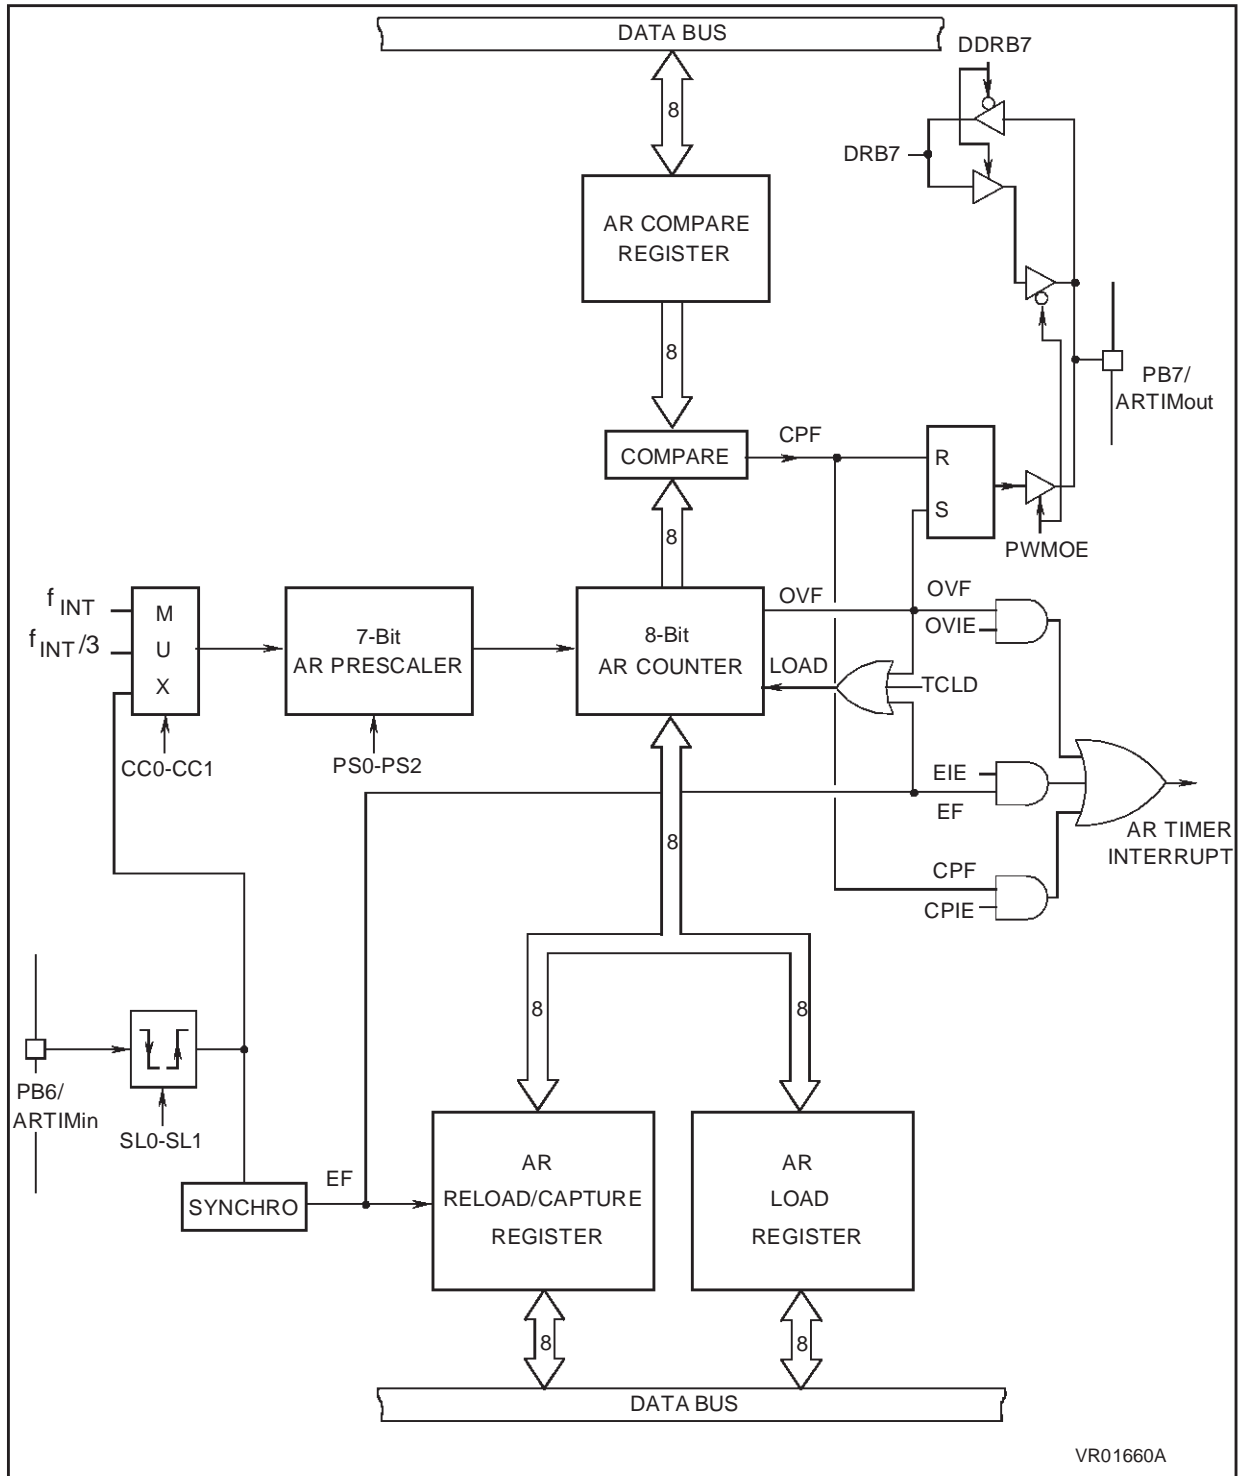 DATA BUS
DDRB7
8
DRB7
AR COMPARE
REGISTER
8
PB7/
ARTIMout
CPF
COMPARE
R
S
8
PWMOE
f INT
f INT /3
M
U
X
7-Bit
AR PRESCALER
8-Bit
AR COUNTER
OVF
OVF
OVIE
LOAD
TCLD
CC0-CC1
PS0-PS2
EIE
EF
8
AR TIMER
INTERRUPT
CPF
CPIE
8
8
PB6/
ARTIMin
SL0-SL1
SYNCHRO
EF
AR
RELOAD/CAPTURE
REGISTER
AR
LOAD
REGISTER
8
8
DATA BUS
VR01660A